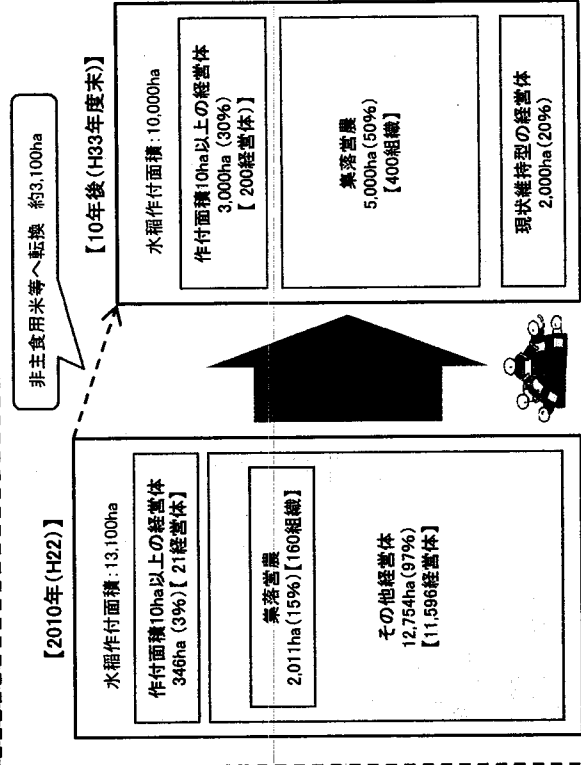 【2010年(H22)】
水稲作付面積:13,100ha
作付面積10ha以上の経営体
346ha (3%)【 21経営体】
集落営農
2,011ha(15%)【160組織】
その他経営体
12,754ha(97%)
【11,596経営体】
非主食用米等へ転換 約3,100ha
【10年後(H33年度末)】
水稲作付面積:10,000ha
作付面積10ha以上の経営体
3,000ha (30%)
【 200経営体】】
集落営農
5,000ha(50%)
【400組織】
現状維持型の経営体
2,000ha(20%)